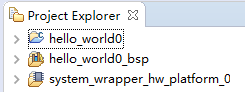 Project Explorer
hello_world0
hello_world0_bsp
system_wrapper_hw_platform_0